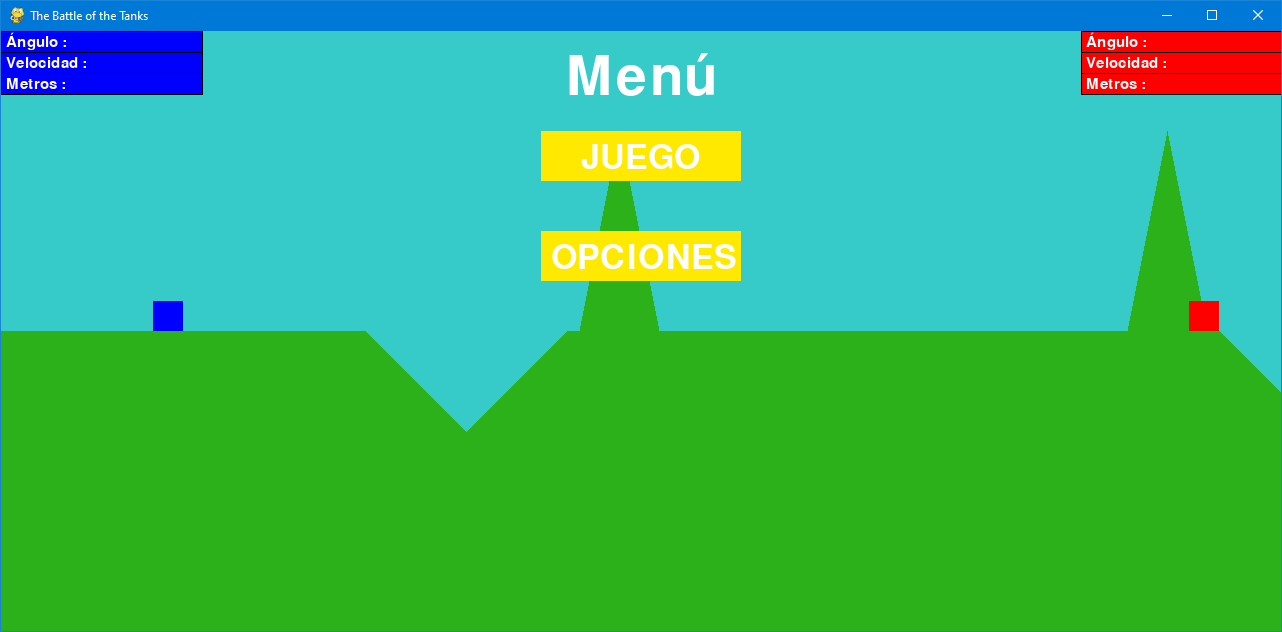 The Battle of the Tanks
Ángulo :
Velocidad :
Metros :
Menú
JUEGO
OPCIONES
Ángulo :
Velocidad :
Metros :